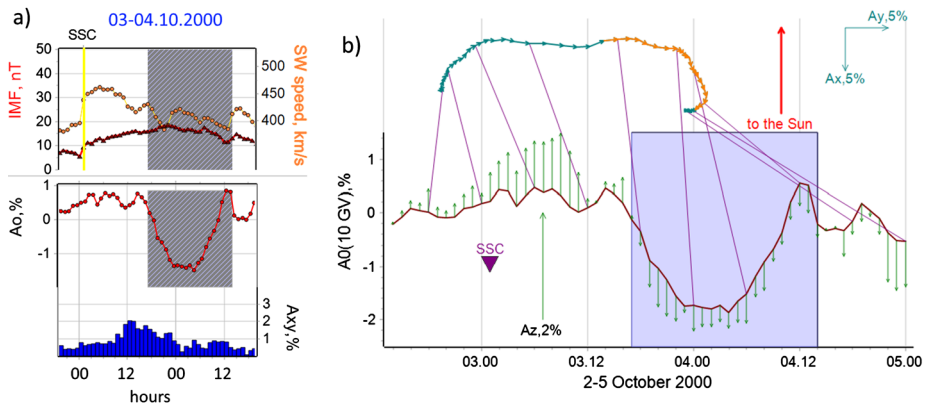 a)
03-04.10.2000
SSC
50
40
30
20
10
0
IMF, nT
500
450
400
SW speed, km/s
1
0
-1
Ao,%
3
2
1
Axy,%
00
12
00
12
hours
b)
Ay,5%
Ax,5%
to the Sun
1
0
-1
-2
A0(10 GV),%
SSC
Az,2%
03.00
03.12
04.00
04.12
05.00
2-5 October 2000